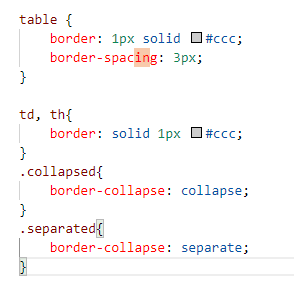 table {
border: 1px solid #ccc;
border-spacing: 3px;
}
td, th{
border: solid 1px #ccc;
}
.collapsed{
border-collapse: collapse;
}
.separated{
border-collapse: separate;
}